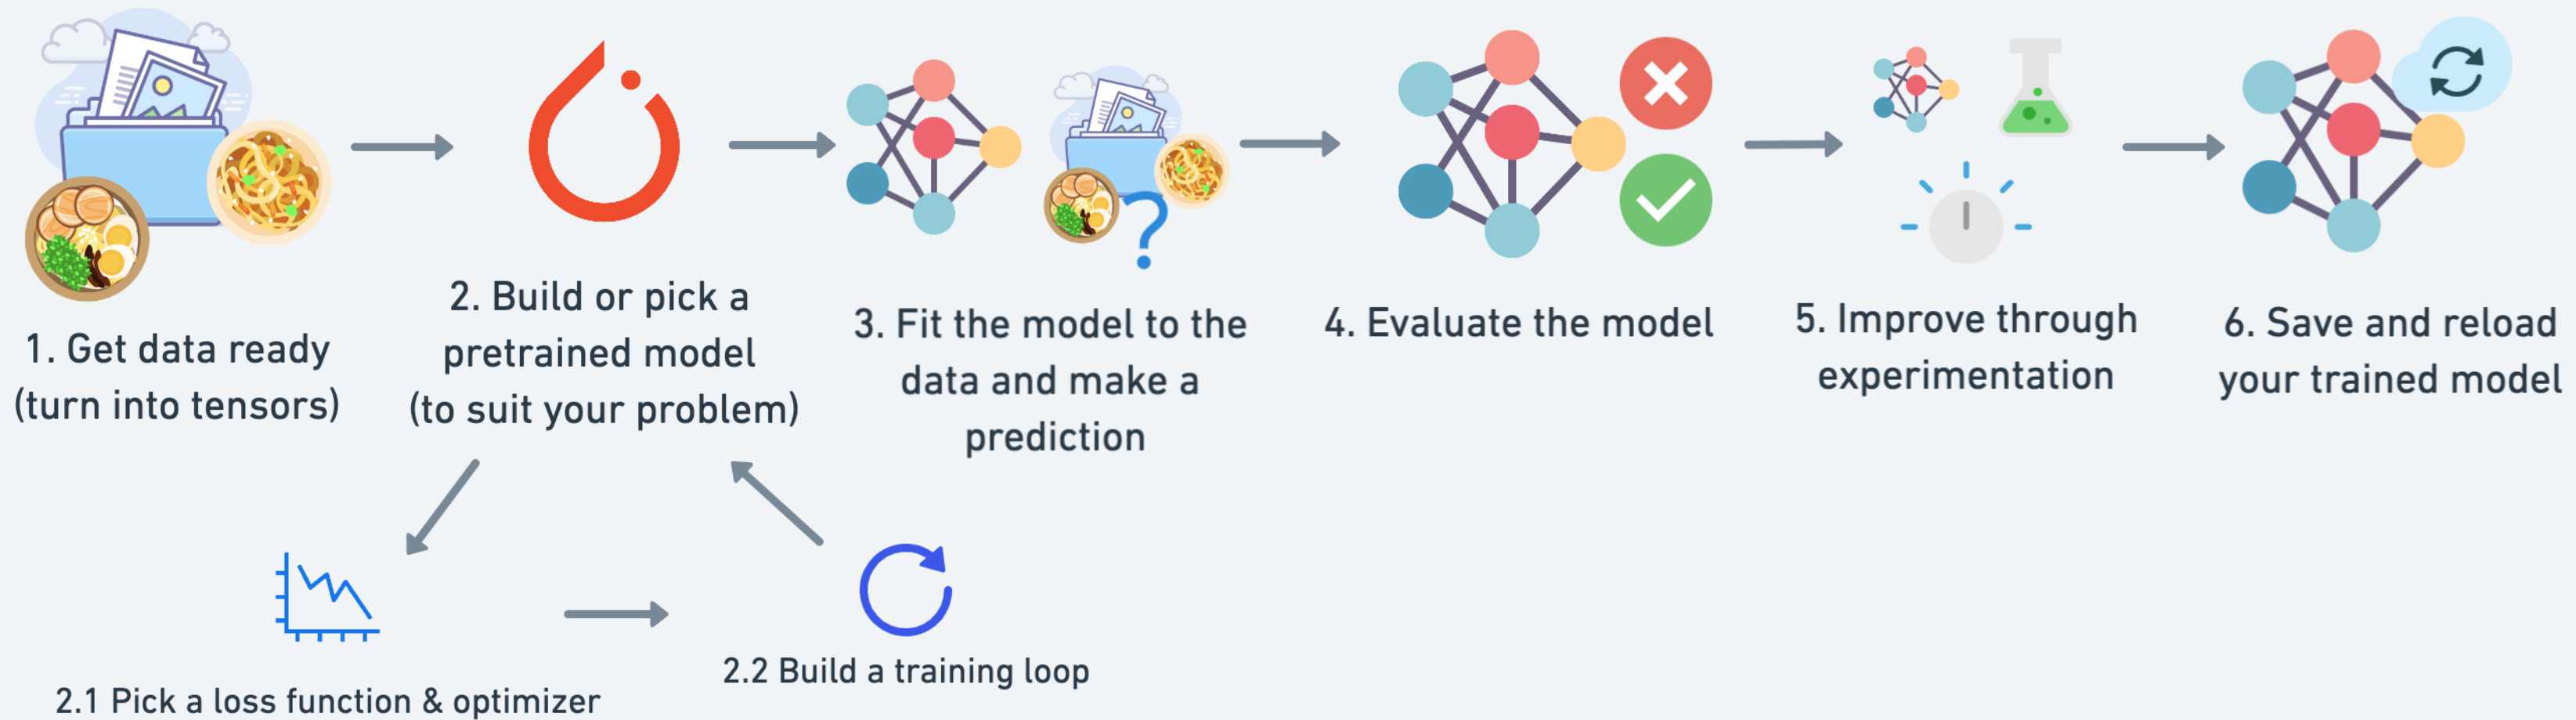 1. Get data ready
(turn into tensors)
2. Build or pick a
pretrained model
(to suit your problem)
3. Fit the model to the
data and make a
prediction
4. Evaluate the model
5. Improve through
experimentation
6. Save and reload
your trained model
2.1 Pick a loss function & optimizer
2.2 Build a training loop